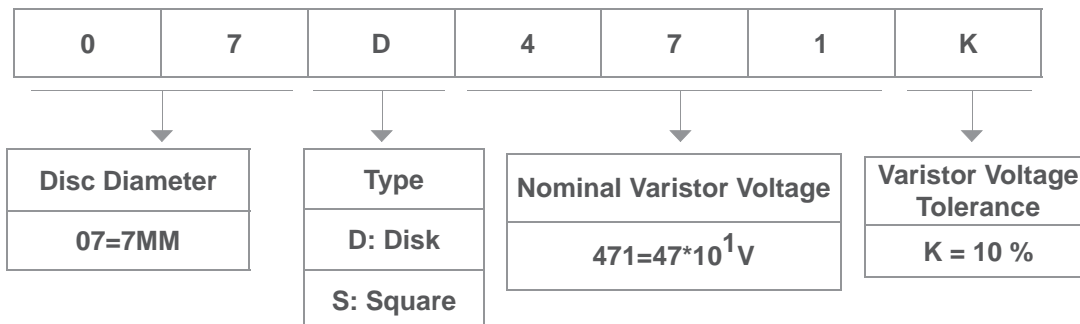 0 7 D 4 7 1 K
Disc Diameter
07=7MM
Type
D: Disk
S: Square
Nominal Varistor Voltage
471=47*10¹V
Varistor Voltage
Tolerance
K = 10 %